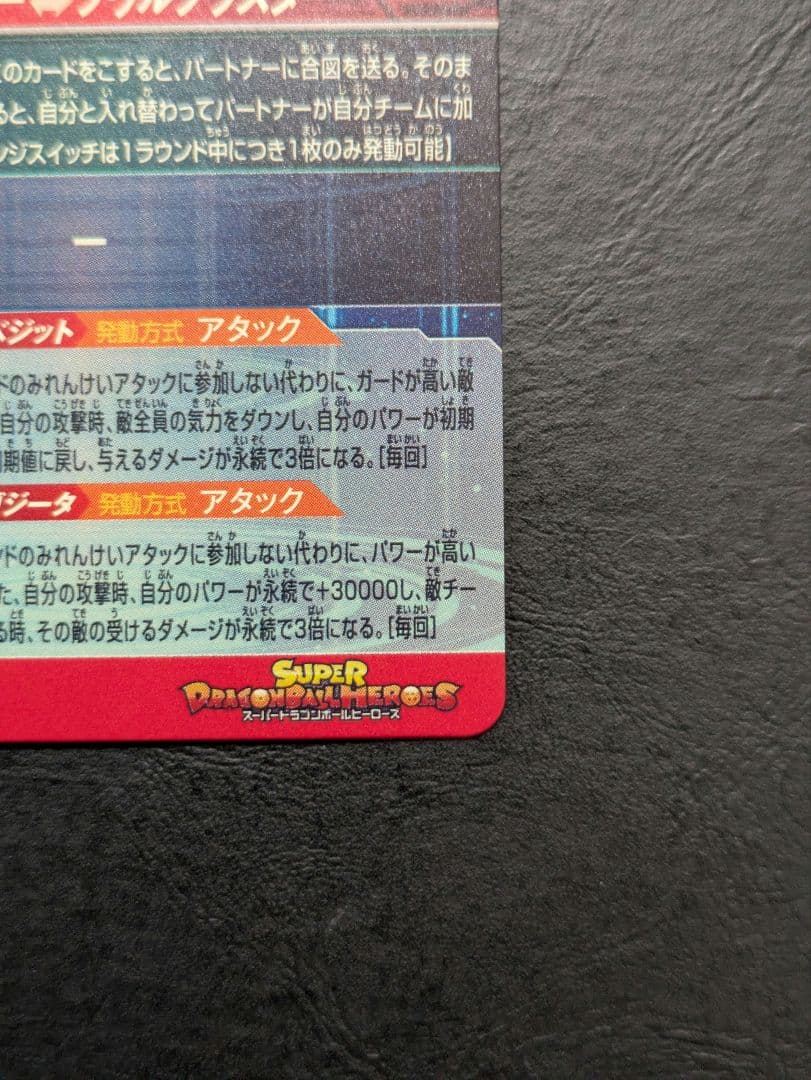 のカードをこすると、パートナーに合図を送る。そのま
ると、自分と入れ替わってパートナーが自分チームに加
ンジスイッチは1ラウンド中につき1枚のみ発動可能】
ベジット 発動方式 アタック
ドのみれんけいアタックに参加しない代わりに、ガードが高い敵
自分の攻撃時、敵全員の気力をダウンし、自分のパワーが初期
期値に戻し、与えるダメージが永続で3倍になる。[毎回]
ジータ 発動方式 アタック
ンドのみれんけいアタックに参加しない代わりに、パワーが高い
た、自分の攻撃時、自分のパワーが永続で+30000し、敵チー
る時、その敵の受けるダメージが永続で3倍になる。[毎回]
SUPER
DRAGONBALL HEROES
スーパードラゴンボールヒーローズ